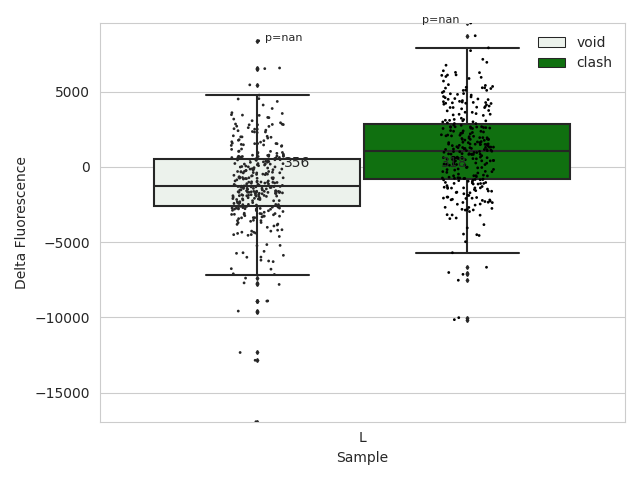 p=nan
p=nan
void
clash
5000
0
−5000
−10000
−15000
356
Delta Fluorescence
L
Sample